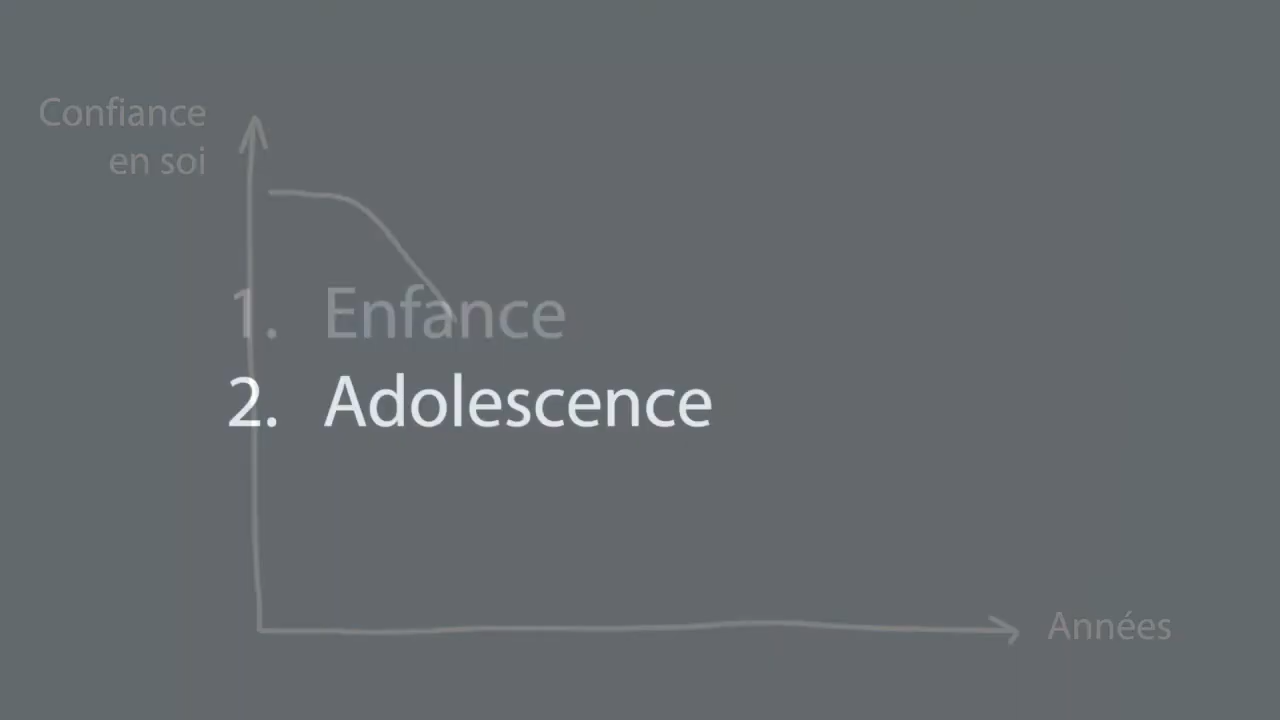 Confiance
en soi
1. Enfance
2. Adolescence
Années